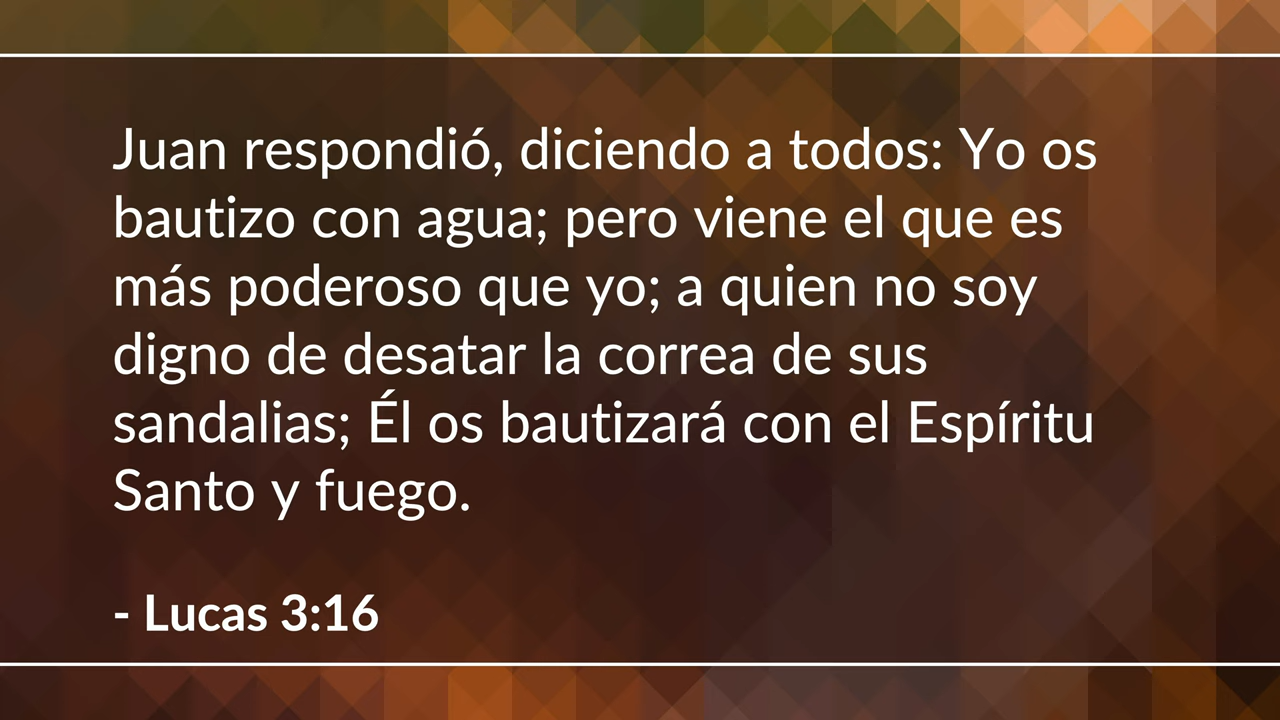 Juan respondió, diciendo a todos: Yo os
bautizo con agua; pero viene el que es
más poderoso que yo; a quien no soy
digno de desatar la correa de sus
sandalias; Él os bautizará con el Espíritu
Santo y fuego.
- Lucas 3:16